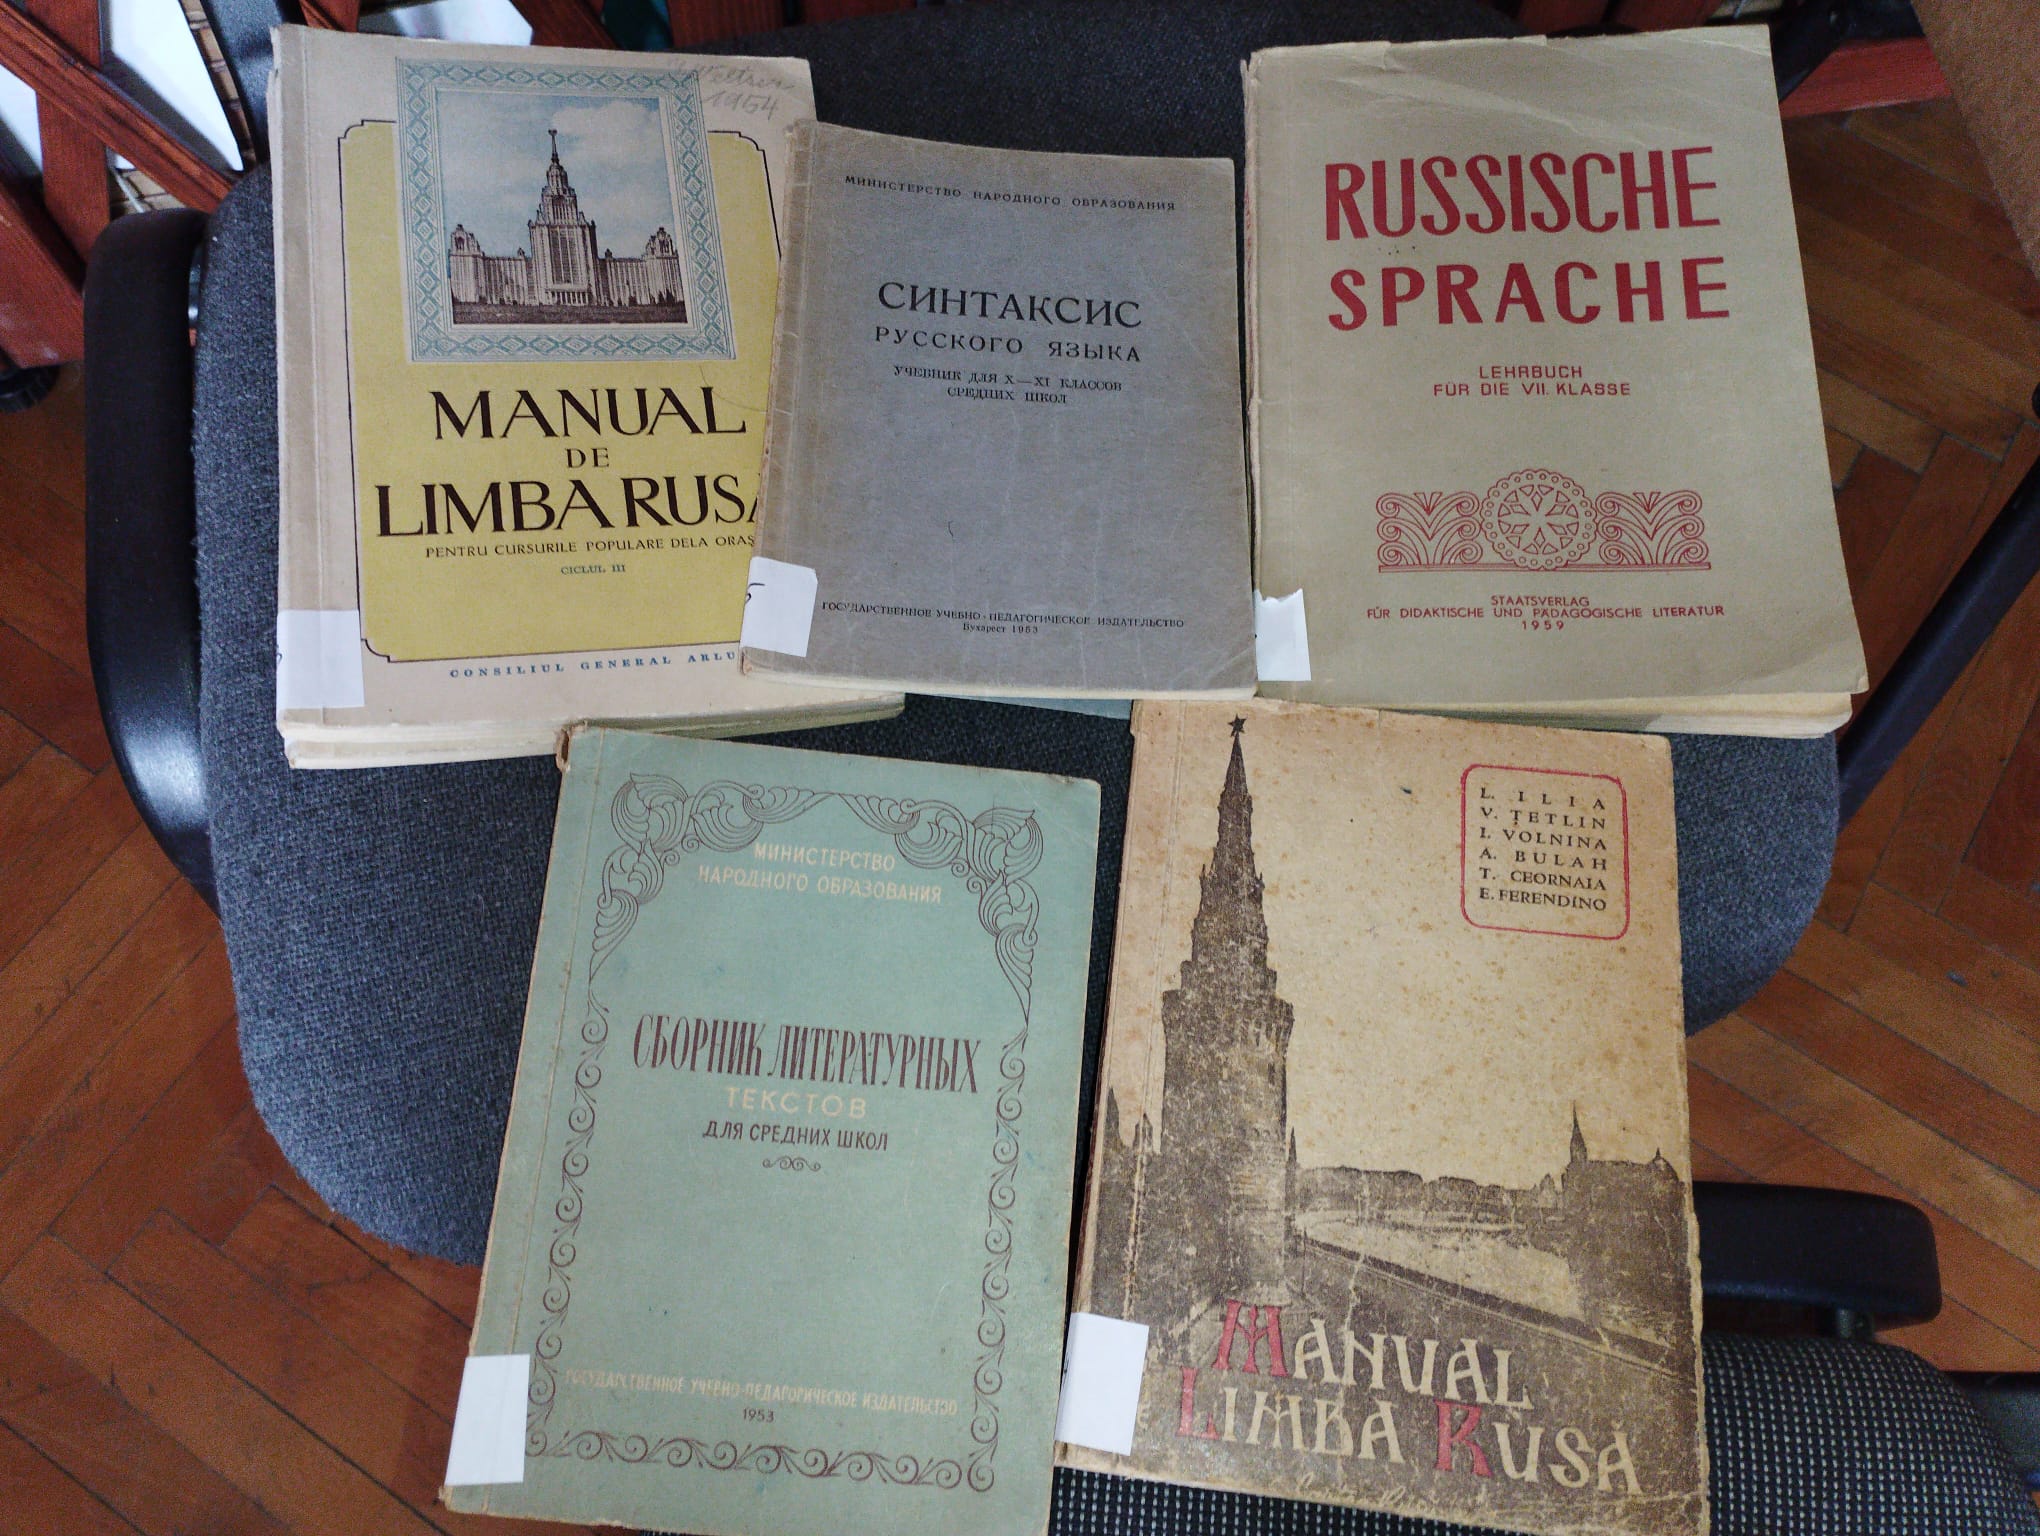 1954
MANUAL
DE
LIMBA RUSĂ
PENTRU CURSURILE POPULARE DELA ORAȘ
CICLUL III
CONSILIUL GENERAL ARLU
МИНИСТЕРСТВО НАРОДНОГО ОБРАЗОВАНИЯ
СИНТАКСИС
РУССКОГО ЯЗЫКА
УЧЕБНИК ДЛЯ X—XI КЛАССОВ
СРЕДНИХ ШКОЛ
ГОСУДАРСТВЕННОЕ УЧЕБНО-ПЕДАГОГИЧЕСКОЕ ИЗДАТЕЛЬСТВО
Бухарест 1953
RUSSISCHE
SPRACHE
LEHRBUCH
FÜR DIE VII. KLASSE
STAATSVERLAG
FÜR DIDAKTISCHE UND PÄDAGOGISCHE LITERATUR
1959
МИНИСТЕРСТВО
НАРОДНОГО ОБРАЗОВАНИЯ
СБОРНИК ЛИТЕРАТУРНЫХ
ТЕКСТОВ
ДЛЯ СРЕДНИХ ШКОЛ
ГОСУДАРСТВЕННОЕ УЧЕБНО-ПЕДАГОГИЧЕСКОЕ ИЗДАТЕЛЬСТВО
1953
L. ILIA
V. ȚETLIN
I. VOLNINA
A. BULAH
T. CEORNAIA
E. FERENDINO
MANUAL
LIMBA RUSĂ